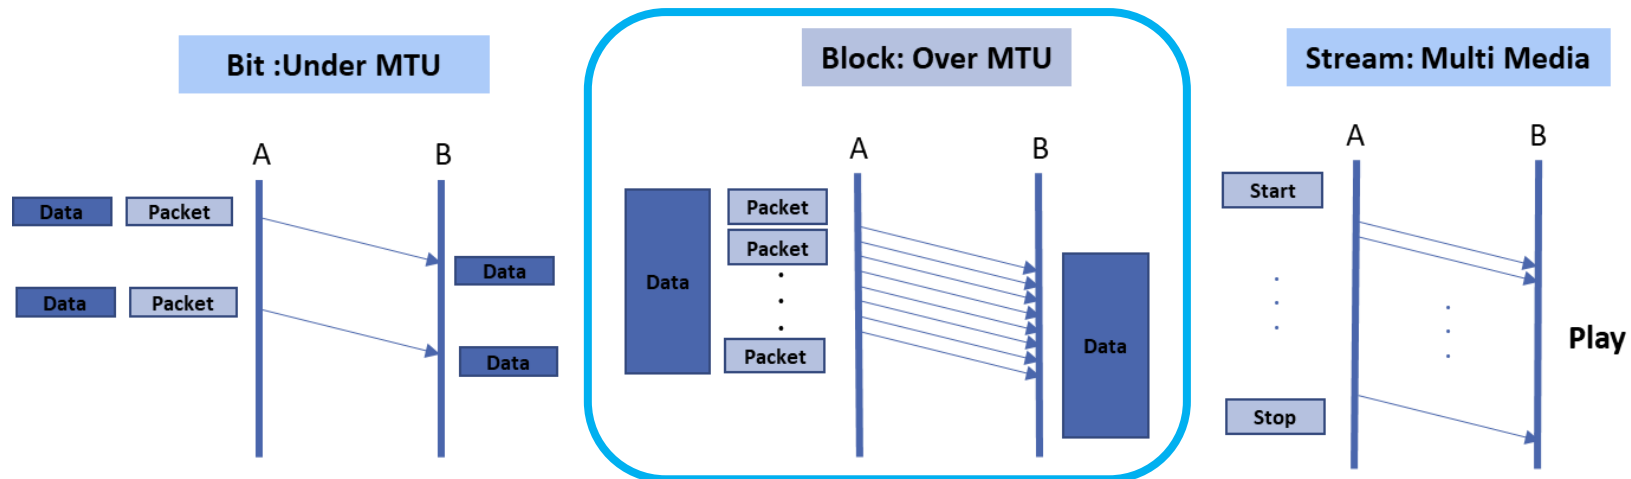 Bit :Under MTU
A
B
Data
Packet
Data
Data
Packet
Data
Block: Over MTU
A
B
Data
Packet
Packet
Packet
Data
Stream: Multi Media
A
B
Start
Play
Stop